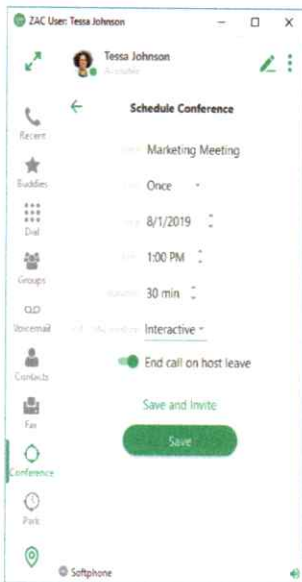 ZAC User: Tessa Johnson
Tessa Johnson
Available
Schedule Conference
Recent
Marketing Meeting
Buddies
Once
Dial
8/1/2019
1:00 PM
Groups
30 min
Voicemail
Interactive
Contacts
End call on host leave
Fax
Save and Invite
Save
Conference
Park
Softphone